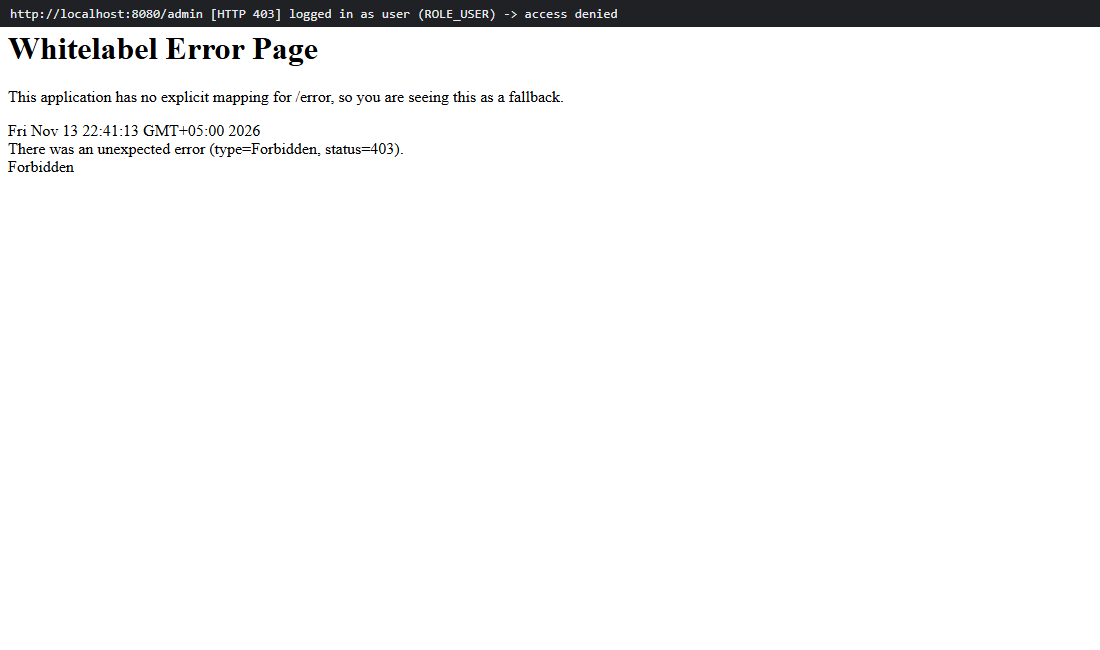 http://localhost:8080/admin [HTTP 403] logged in as user (ROLE_USER) -> access denied
Whitelabel Error Page
This application has no explicit mapping for /error, so you are seeing this as a fallback.
Fri Nov 13 22:41:13 GMT+05:00 2026
There was an unexpected error (type=Forbidden, status=403).
Forbidden